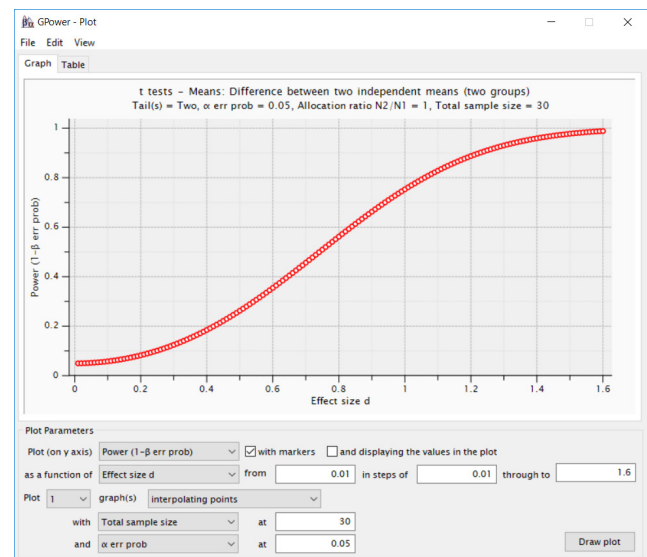 GPower - Plot
File Edit View
Graph Table
t tests – Means: Difference between two independent means (two groups)
Tail(s) = Two, α err prob = 0.05, Allocation ratio N2/N1 = 1, Total sample size = 30
Power (1-β err prob)
1
0.8
0.6
0.4
0.2
0
0 0.2 0.4 0.6 0.8 1 1.2 1.4 1.6
Effect size d
Plot Parameters
Plot (on y axis) Power (1-β err prob) with markers and displaying the values in the plot
as a function of Effect size d from 0.01 in steps of 0.01 through to 1.6
Plot 1 graph(s) interpolating points
with Total sample size at 30
and α err prob at 0.05 Draw plot